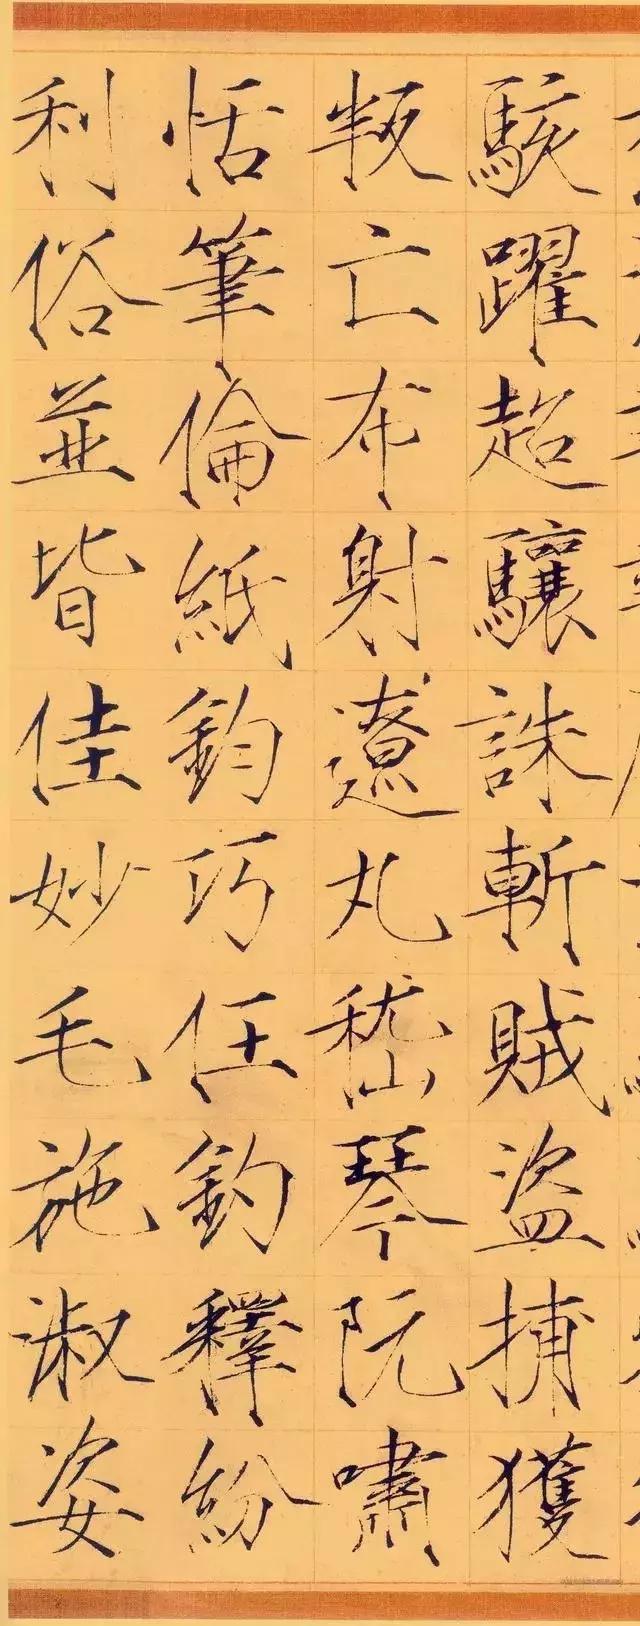 駭躍超驤誅斬賊盜捕獲
叛亡布射遼丸嵇琴阮嘯
恬筆倫紙鈞巧任釣釋紛
利俗並皆佳妙毛施淑姿